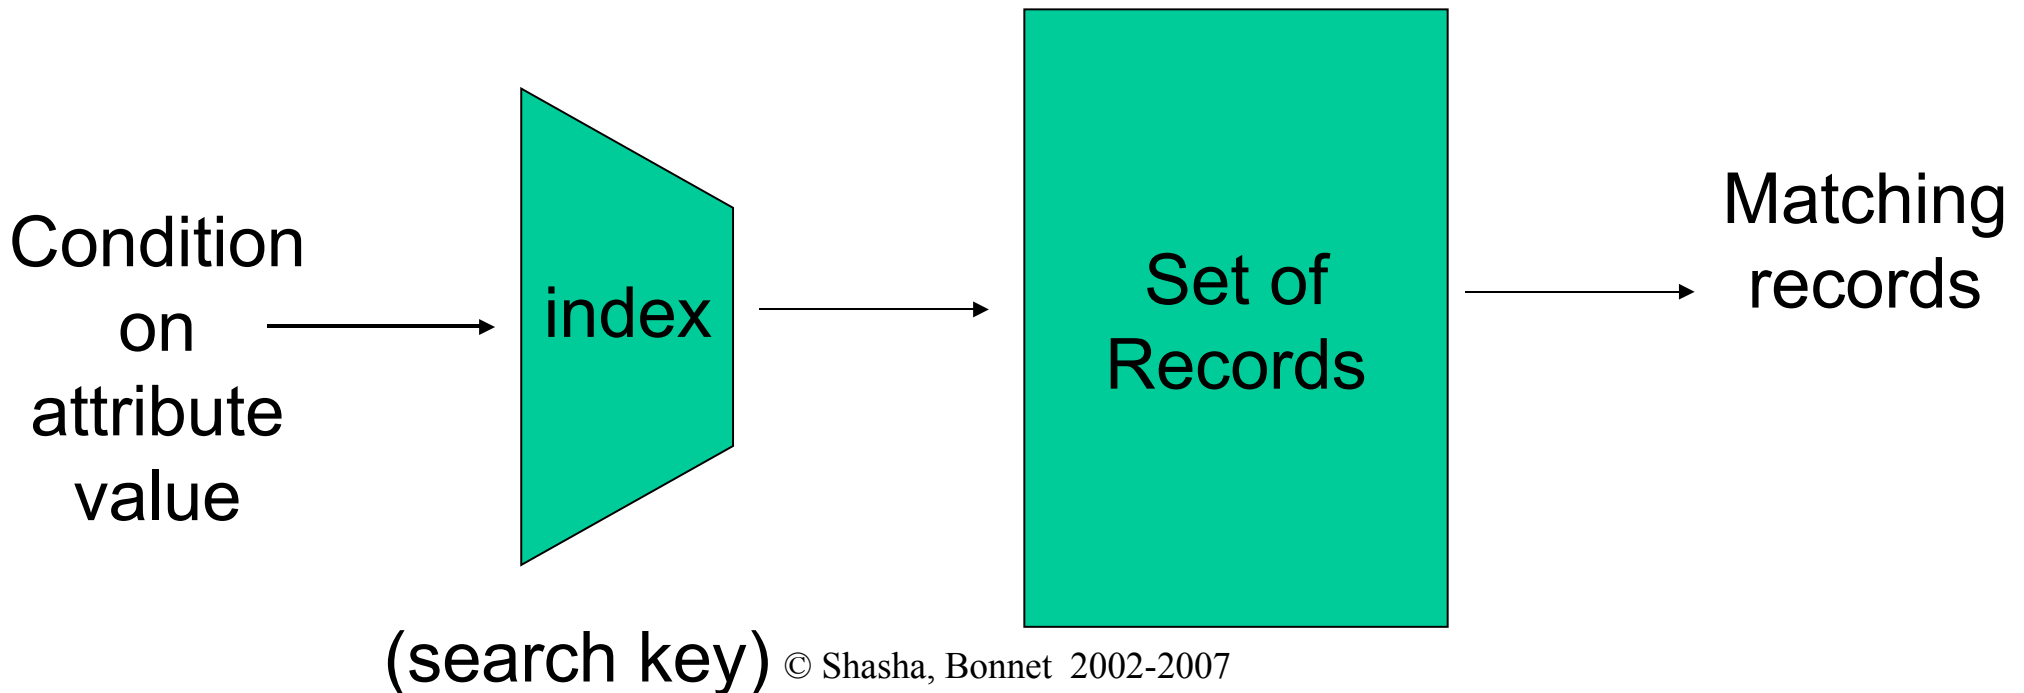 Condition
on
attribute
value
index
(search key)
Set of
Records
Matching
records
© Shasha, Bonnet 2002-2007